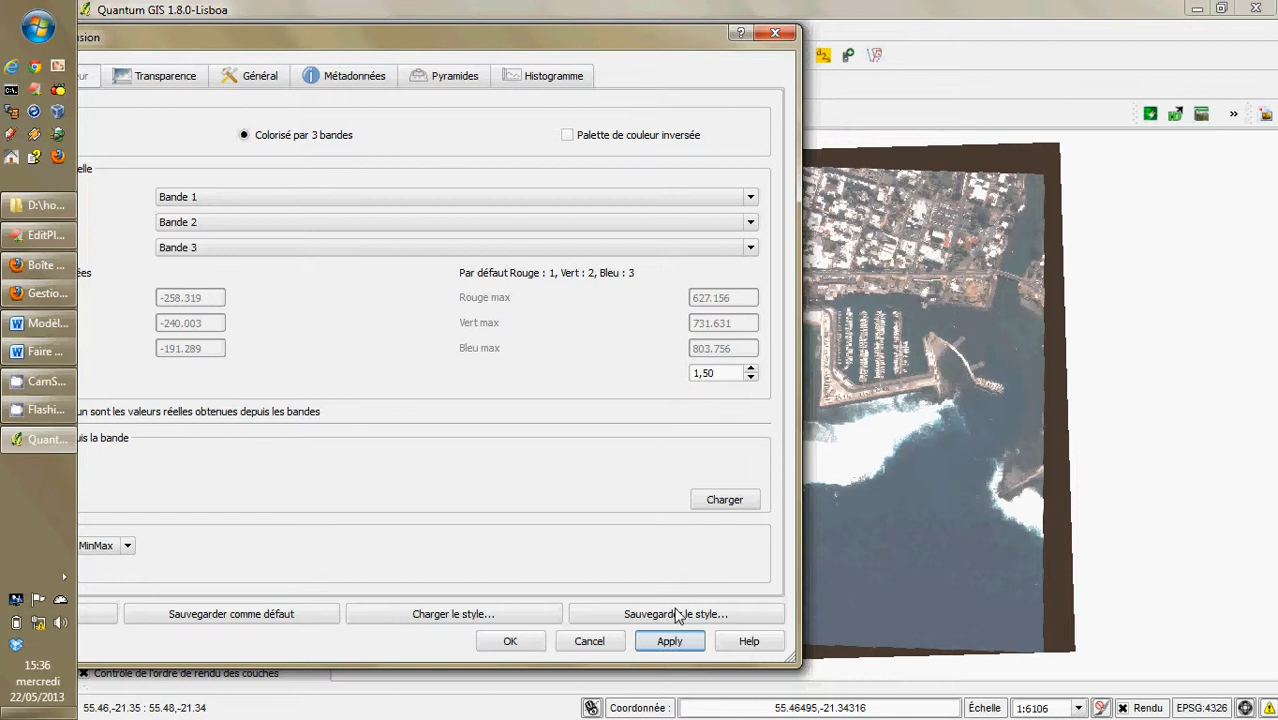 Quantum GIS 1.8.0-Lisboa
usion
eur
Transparence
Général
Métadonnées
Pyramides
Histogramme
Colorisé par 3 bandes
Palette de couleur inversée
elle
Bande 1
Bande 2
Bande 3
ées
Par défaut Rouge : 1, Vert : 2, Bleu : 3
-258.319
Rouge max
627.156
-240.003
Vert max
731.631
-191.289
Bleu max
803.756
1,50
un sont les valeurs réelles obtenues depuis les bandes
uis la bande
Charger
MinMax
Sauvegarder comme défaut
Charger le style...
Sauvegarder le style...
OK
Cancel
Apply
Help
Contrôle de l'ordre de rendu des couches
55.46,-21.35 : 55.48,-21.34
Coordonnée :
55.46495,-21.34316
Échelle
1:6106
Rendu
EPSG:4326
D:\ho...
EditPl...
Boîte ...
Gestio...
Modèl...
Faire ...
CamS...
Flashi...
Quant...
15:36
mercredi
22/05/2013